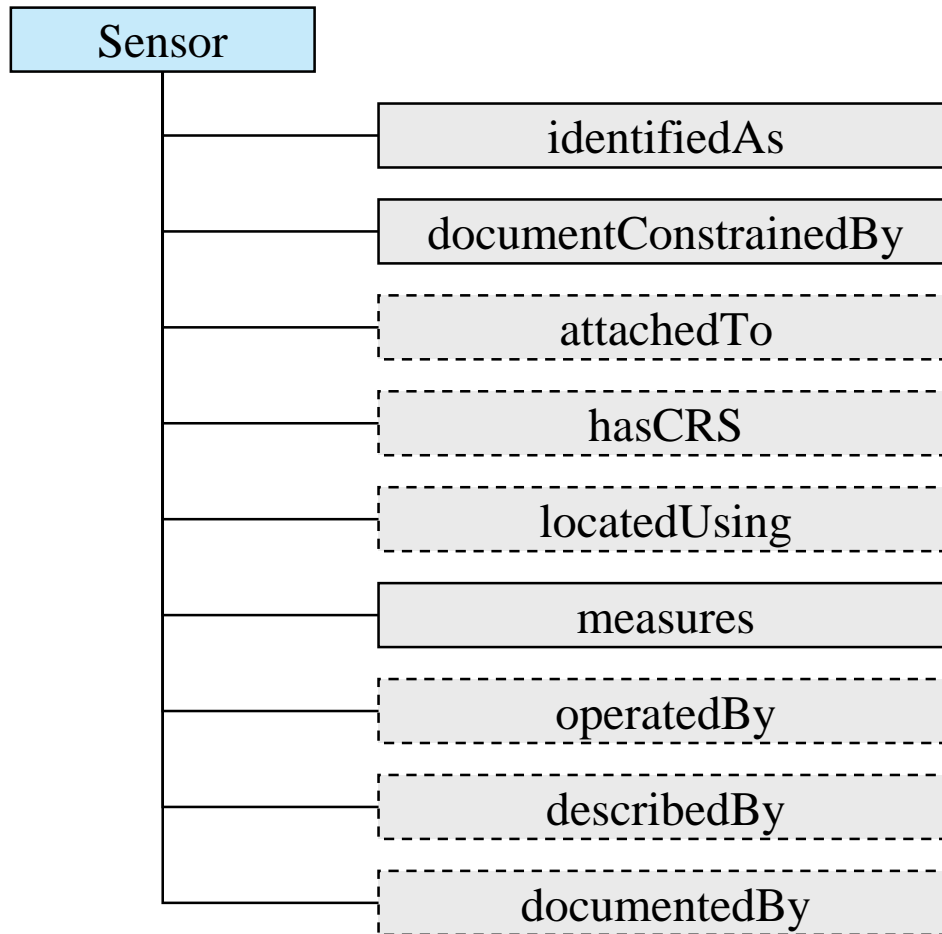 Sensor
identifiedAs
documentConstrainedBy
attachedTo
hasCRS
locatedUsing
measures
operatedBy
describedBy
documentedBy